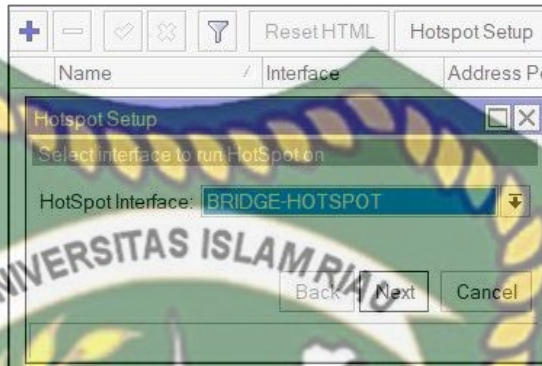 Reset HTML Hotspot Setup
Name Interface Address Po
Hotspot Setup
Select interface to run HotSpot on
HotSpot Interface: BRIDGE-HOTSPOT
UNIVERSITAS ISLAM RIAU
Back Next Cancel